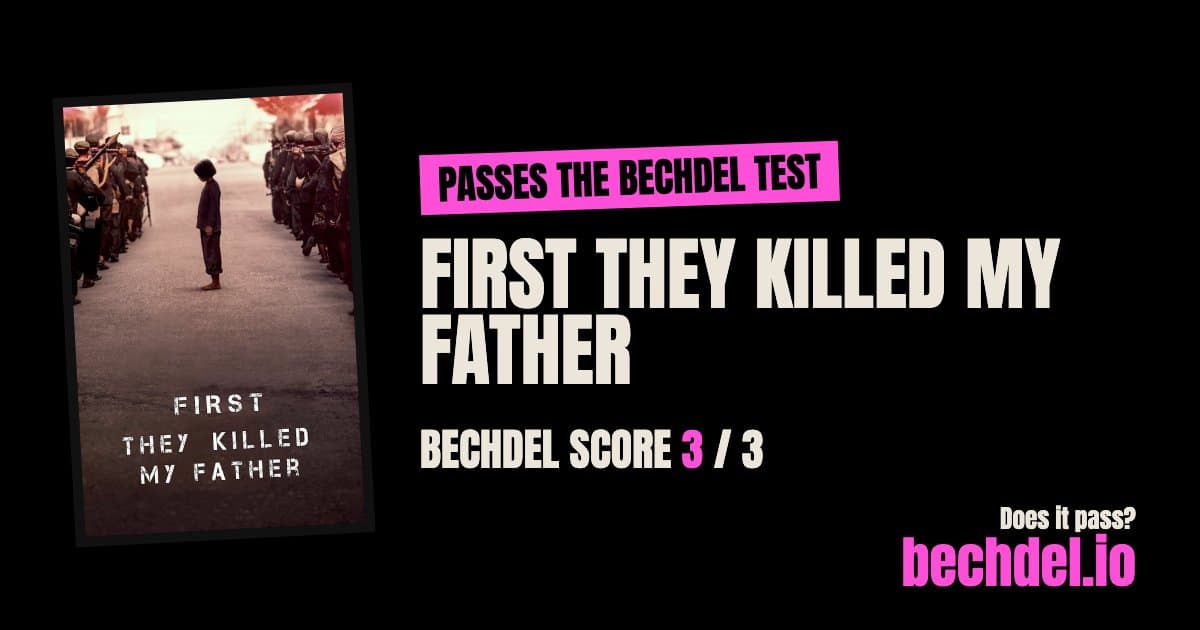 FIRST
THEY KILLED
MY FATHER
PASSES THE BECHDEL TEST
FIRST THEY KILLED MY
FATHER
BECHDEL SCORE 3 / 3
Does it pass?
bechdel.io